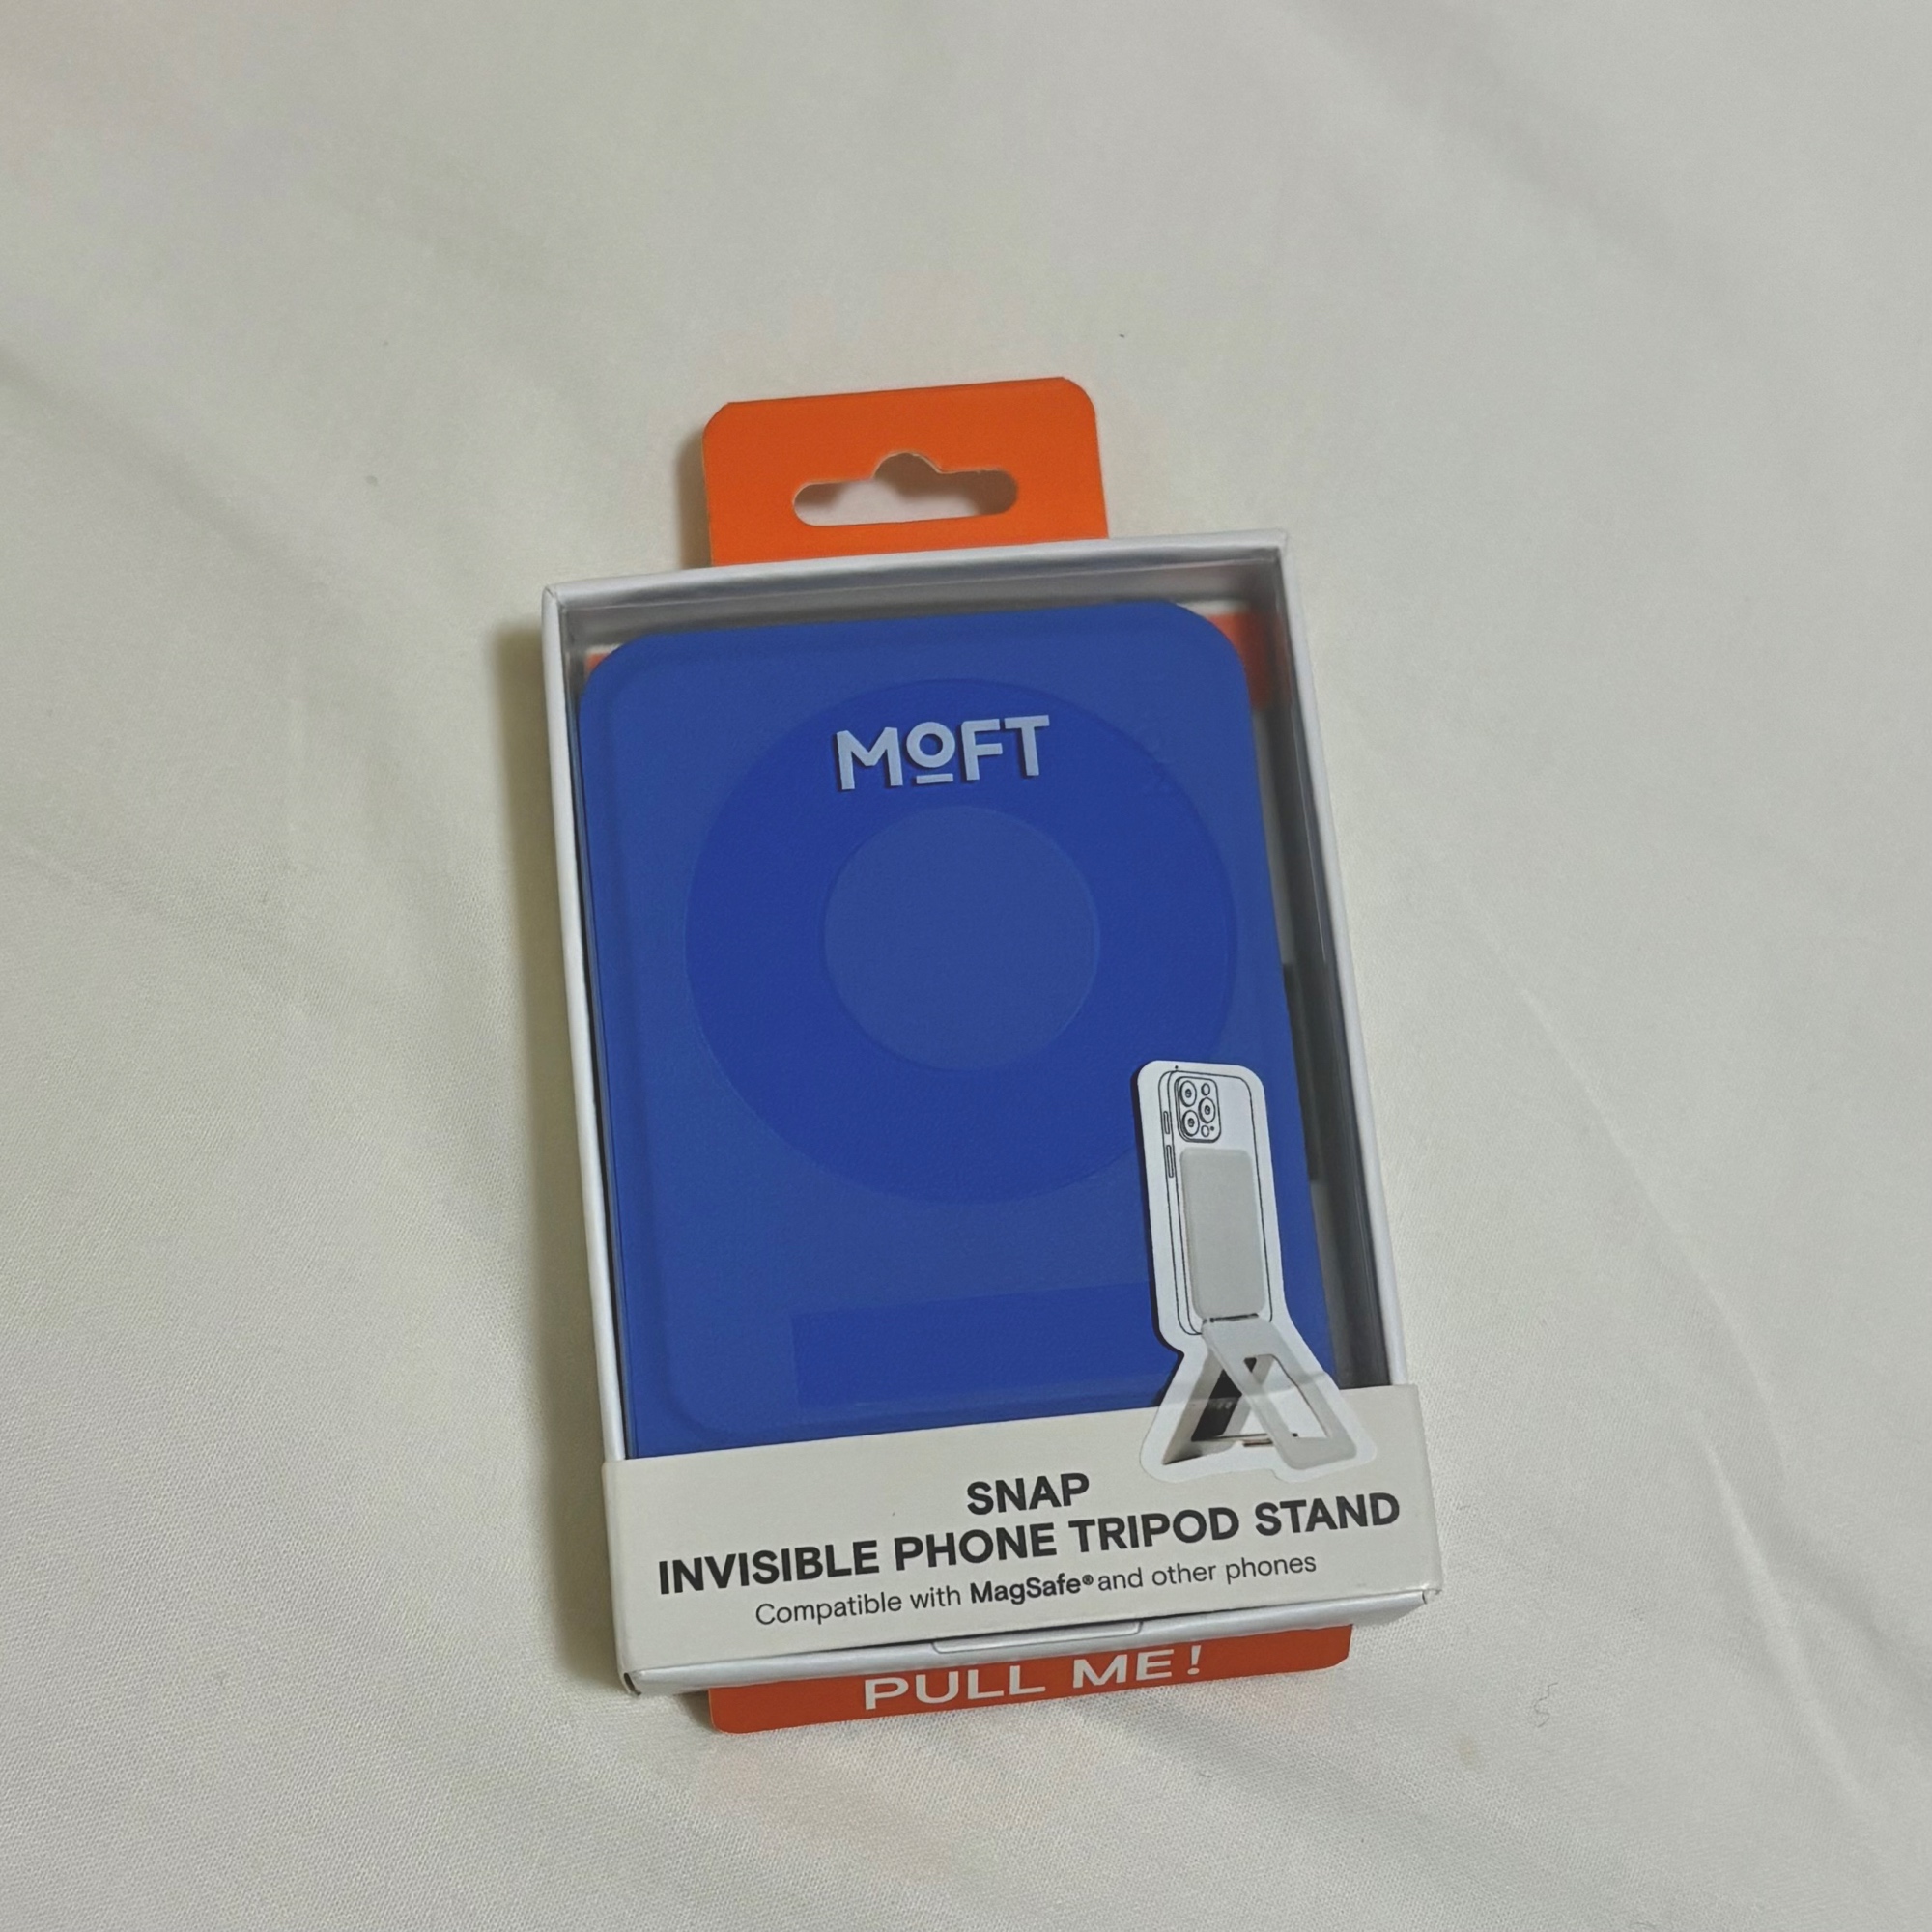 MOFT
SNAP
INVISIBLE PHONE TRIPOD STAND
Compatible with MagSafe® and other phones
PULL ME!